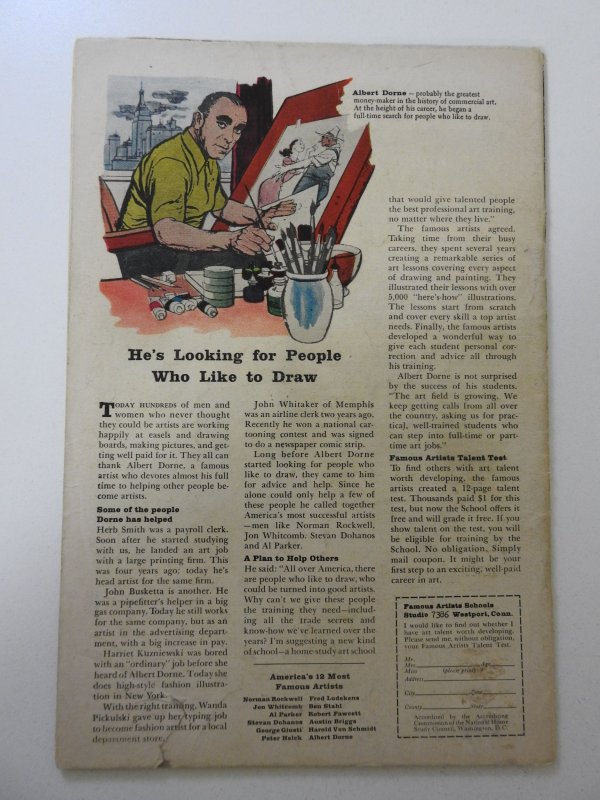 Albert Dorne – probably the greatest
money-maker in the history of commercial art.
At the height of his career, he began a
full-time search for people who like to draw.
He's Looking for People
Who Like to Draw
TODAY HUNDREDS of men and
women who never thought
they could be artists are working
happily at easels and drawing
boards, making pictures, and get-
ting well paid for it. They all can
thank Albert Dorne, a famous
artist who devotes almost his full
time to helping other people be-
come artists.
Some of the people
Dorne has helped
Herb Smith was a payroll clerk.
Soon after he started studying
with us, he landed an art job
with a large printing firm. This
was four years ago: today he's
head artist for the same firm.
John Busketta is another. He
was a pipefitter's helper in a big
gas company. Today he still works
for the same company, but as an
artist in the advertising depart-
ment, with a big increase in pay.
Harriet Kuzniewski was bored
with an "ordinary" job before she
heard of Albert Dorne. Today she
does high-style fashion illustra-
tion in New York.
With the right training, Wanda
Pickulski gave up her typing job
to become fashion artist for a local
department store.
John Whitaker of Memphis
was an airline clerk two years ago.
Recently he won a national car-
tooning contest and was signed
to do a newspaper comic strip.
Long before Albert Dorne
started looking for people who
like to draw, they came to him
for advice and help. Since he
alone could only help a few of
these people he called together
America's most successful artists
—men like Norman Rockwell,
Jon Whitcomb, Stevan Dohanos
and Al Parker.
A Plan to Help Others
He said: "All over America, there
are people who like to draw, who
could be turned into good artists.
Why can't we give these people
the training they need—includ-
ing all the trade secrets and
know-how we've learned over the
years? I'm suggesting a new kind
of school—a home-study art school
America's 12 Most
Famous Artists
Norman Rockwell Fred Ludekens
Jon Whitcomb Ben Stahl
Al Parker Robert Fawcett
Stevan Dohanos Austin Briggs
George Giusti Harold Von Schmidt
Peter Helck Albert Dorne
that would give talented people
the best professional art training,
no matter where they live."
The famous artists agreed.
Taking time from their busy
careers, they spent several years
creating a remarkable series of
art lessons covering every aspect
of drawing and painting. They
illustrated their lessons with over
5,000 "here's-how" illustrations.
The lessons start from scratch
and cover every skill a top artist
needs. Finally, the famous artists
developed a wonderful way to
give each student personal cor-
rection and advice all through
his training.
Albert Dorne is not surprised
by the success of his students.
"The art field is growing. We
keep getting calls from all over
the country, asking us for prac-
tical, well-trained students who
can step into full-time or part-
time art jobs."
Famous Artists Talent Test
To find others with art talent
worth developing, the famous
artists created a 12-page talent
test. Thousands paid $1 for this
test, but now the School offers it
free and will grade it free. If you
show talent on the test, you will
be eligible for training by the
School. No obligation. Simply
mail coupon. It might be your
first step to an exciting, well-paid
career in art.
Famous Artists Schools
Studio 7306 Westport, Conn.
I would like to find out whether I
have art talent worth developing.
Please send me, without obligation,
your Famous Artists Talent Test.
Mr.
Mrs. Age
Miss (please print)
Address
City Zone
County State
Accredited by the Accrediting
Commission of the National Home
Study Council, Washington, D.C.